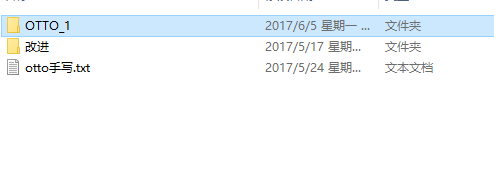 OTTO_1 2017/6/5 星期一 ... 文件夹
改进 2017/5/17 星期... 文件夹
otto手写.txt 2017/5/24 星期... 文本文档